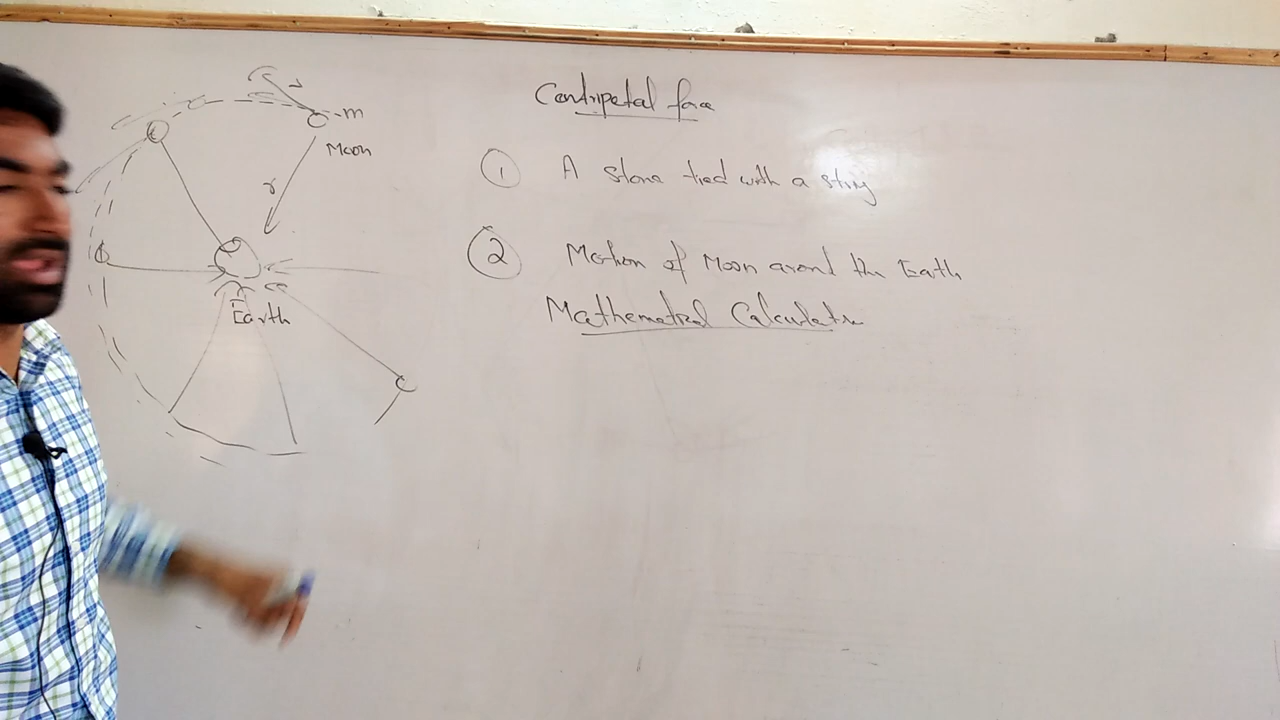 Centripetal force
① A stone tied with a string
② Motion of Moon around the Earth
Mathematical Calculation
m
Moon
r
Earth